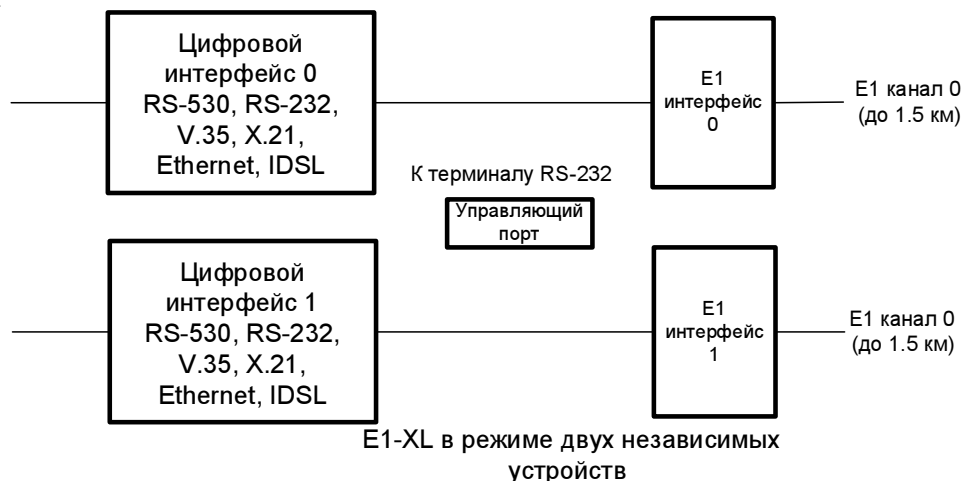 Цифровой
интерфейс 0
RS-530, RS-232,
V.35, X.21,
Ethernet, IDSL
E1
интерфейс
0
E1 канал 0
(до 1.5 км)
К терминалу RS-232
Управляющий
порт
Цифровой
интерфейс 1
RS-530, RS-232,
V.35, X.21,
Ethernet, IDSL
E1
интерфейс
1
E1 канал 0
(до 1.5 км)
E1-XL в режиме двух независимых
устройств